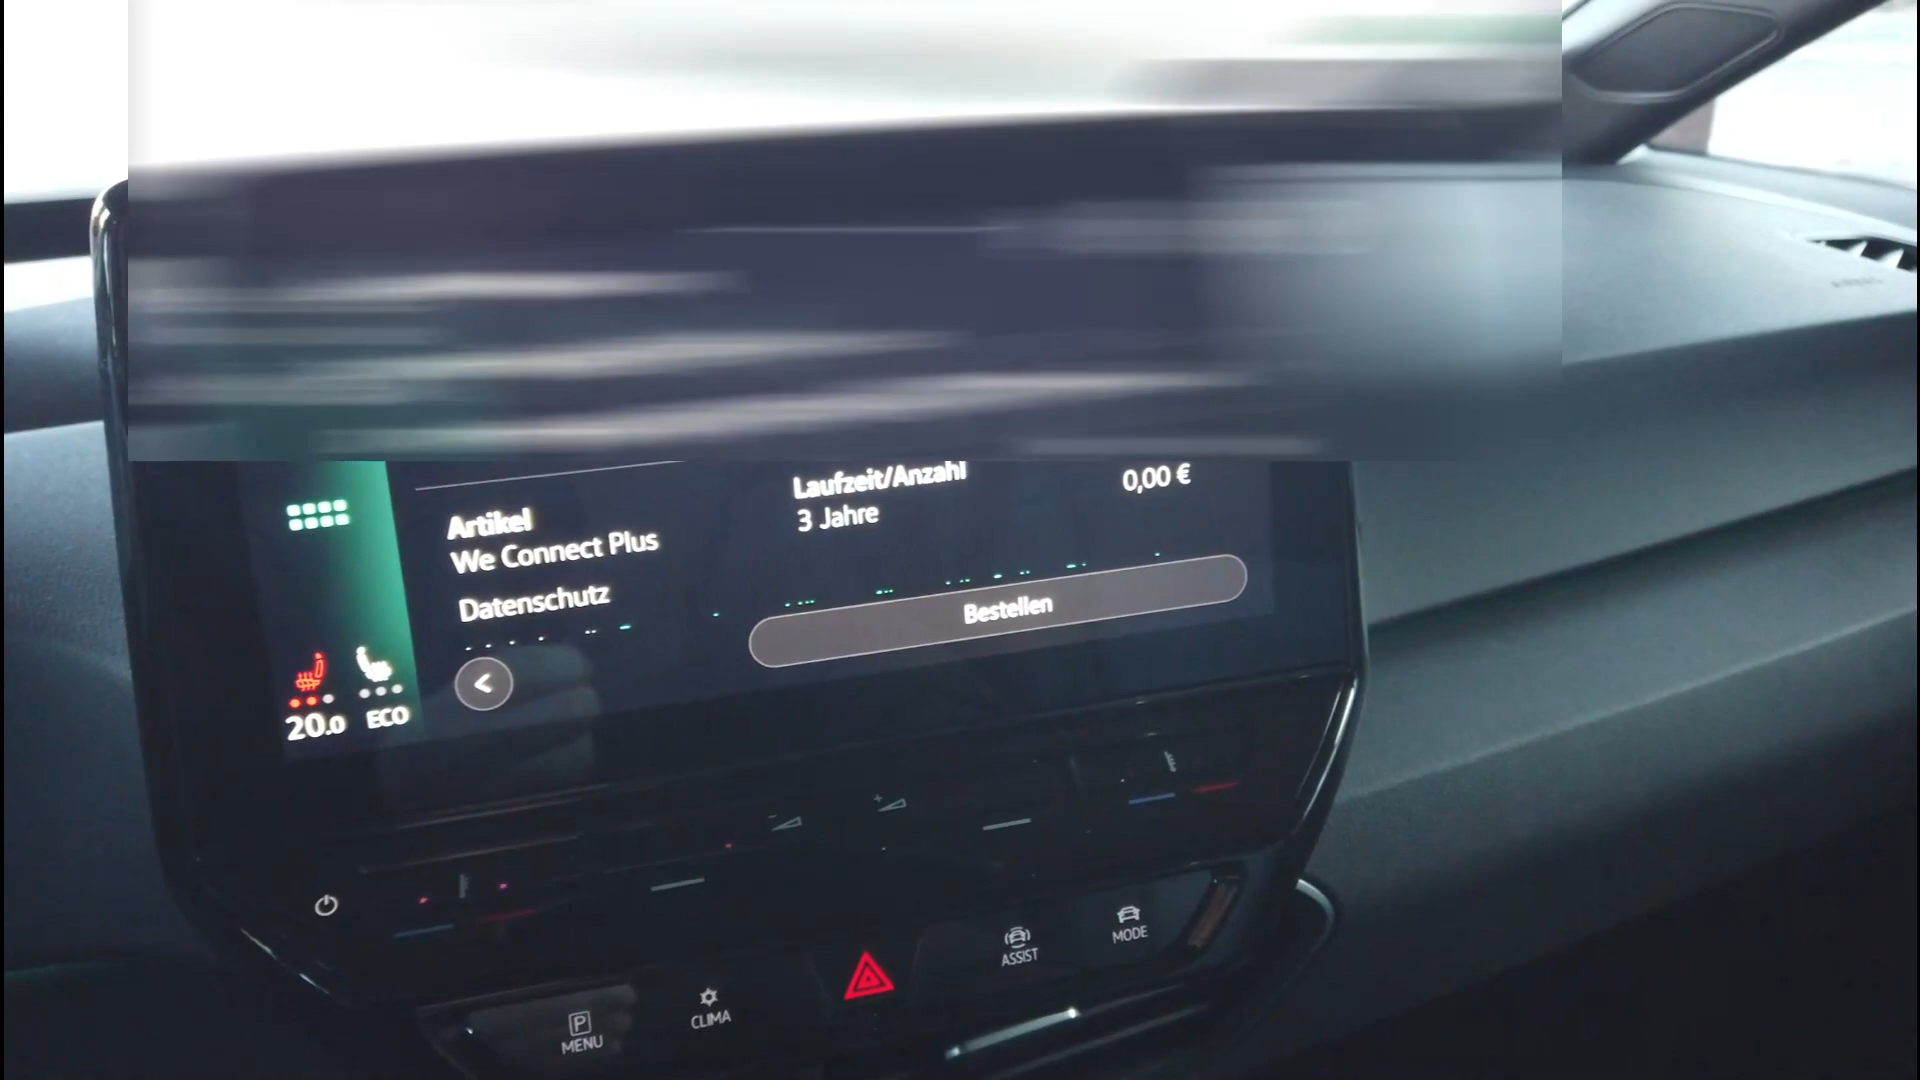 Laufzeit/Anzahl
0,00 €
Artikel
3 Jahre
We Connect Plus
Datenschutz
Bestellen
<
20.0 ECO
P
MENU
CLIMA
ASSIST
MODE